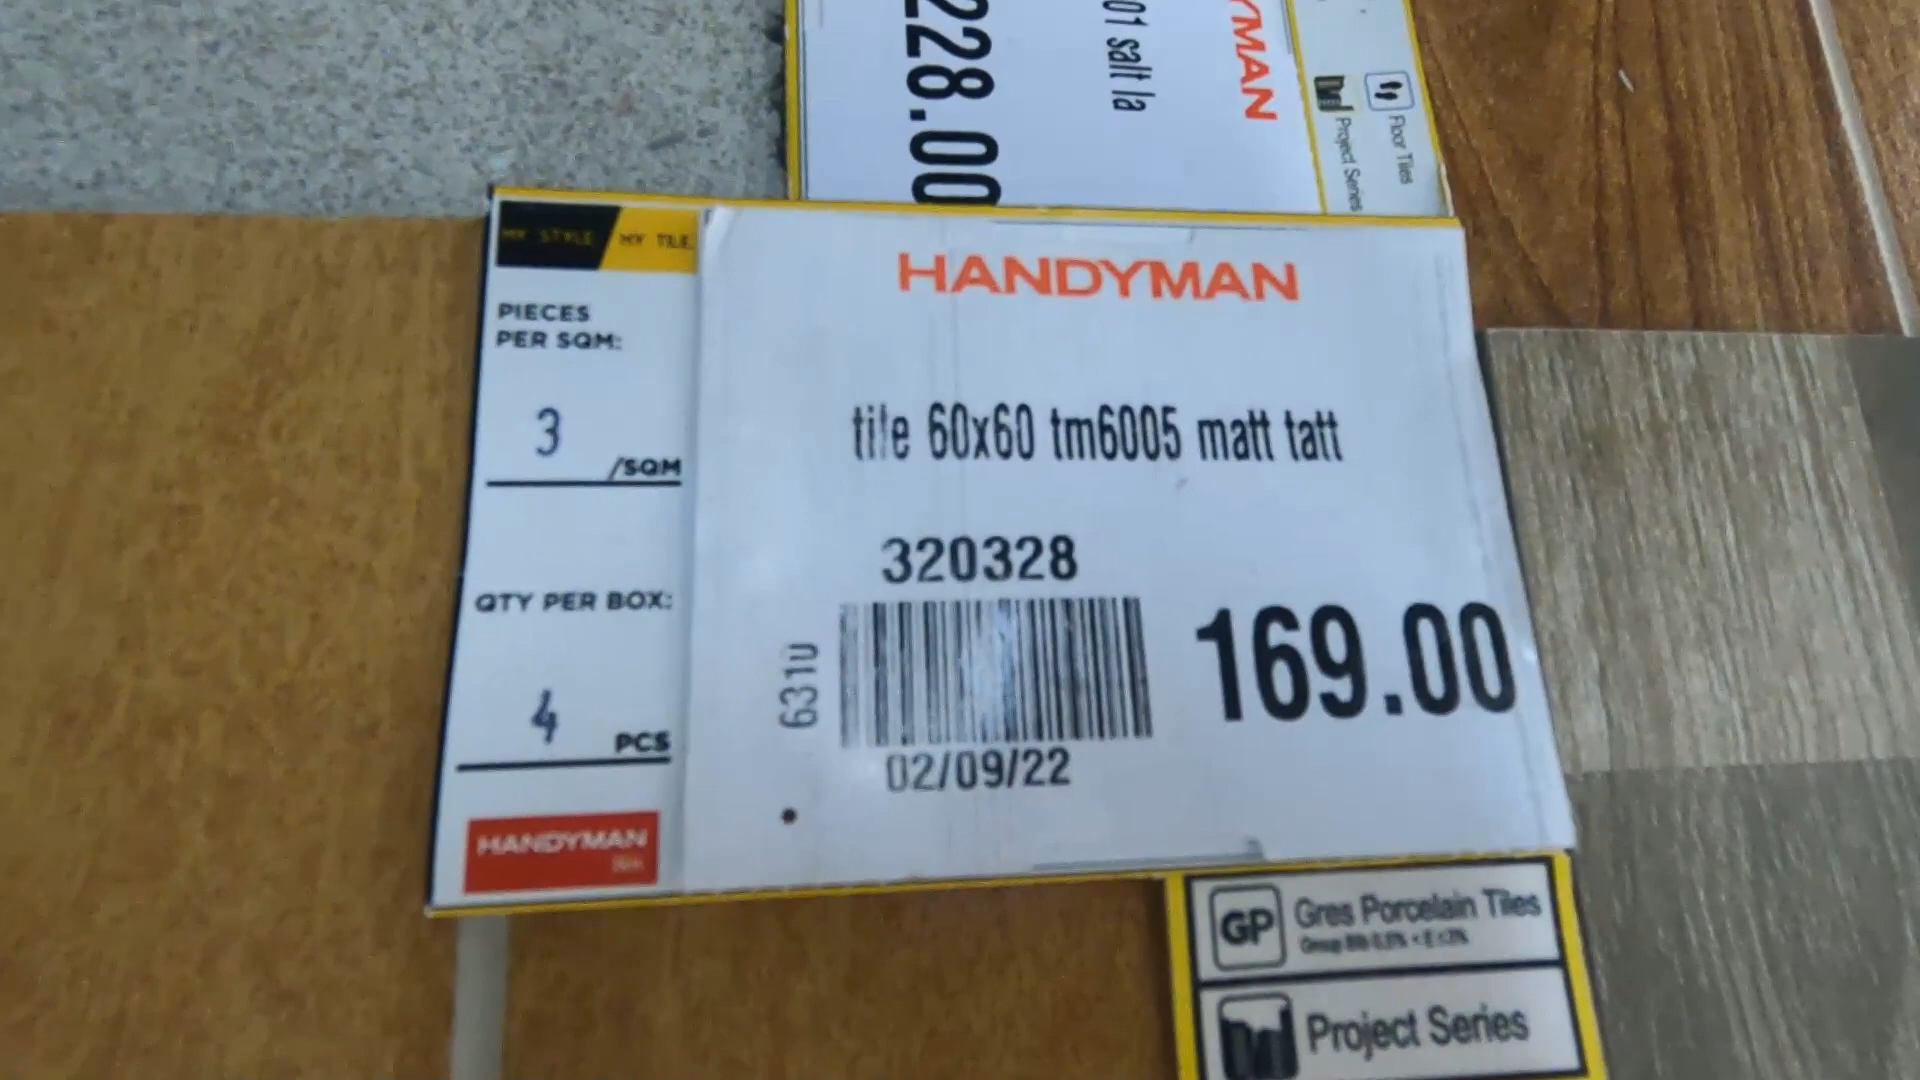 228.00
01 salt la
YMAN
Floor Tiles
Project Series
MY STYLE / MY TILE
HANDYMAN
PIECES
PER SQM:
3 /SQM
tile 60x60 tm6005 matt tatt
320328
QTY PER BOX:
4 PCS
6310
169.00
02/09/22
HANDYMAN
GP Gres Porcelain Tiles
Project Series